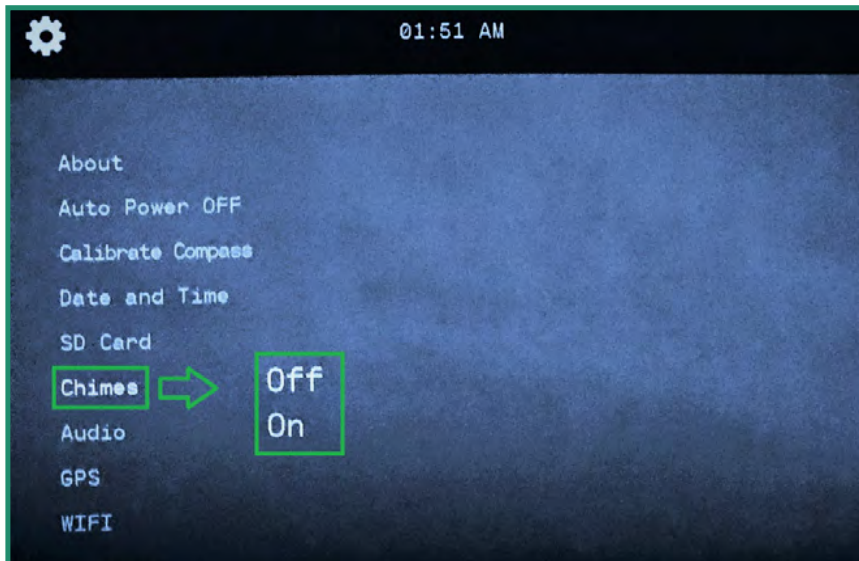 01:51 AM
About
Auto Power OFF
Calibrate Compass
Date and Time
SD Card
Chimes
Off
On
Audio
GPS
WIFI